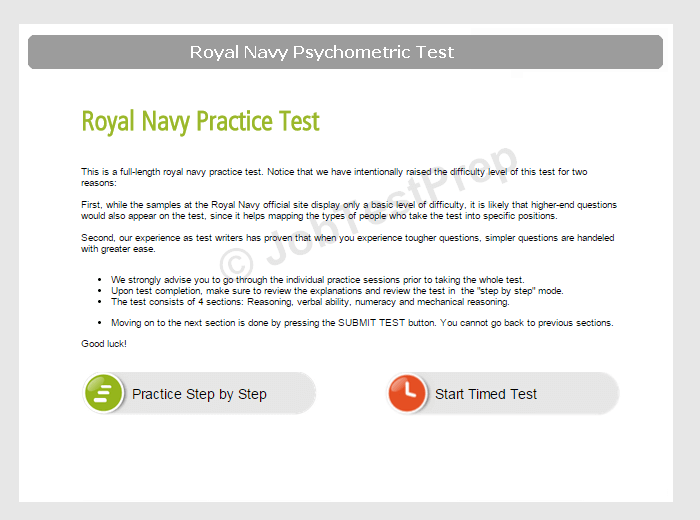 Royal Navy Psychometric Test
Royal Navy Practice Test
This is a full-length royal navy practice test. Notice that we have intentionally raised the difficulty level of this test for two
reasons:
First, while the samples at the Royal Navy official site display only a basic level of difficulty, it is likely that higher-end questions
would also appear on the test, since it helps mapping the types of people who take the test into specific positions.
Second, our experience as test writers has proven that when you experience tougher questions, simpler questions are handeled
with greater ease.
• We strongly advise you to go through the individual practice sessions prior to taking the whole test.
• Upon test completion, make sure to review the explanations and review the test in the "step by step" mode.
• The test consists of 4 sections: Reasoning, verbal ability, numeracy and mechanical reasoning.
• Moving on to the next section is done by pressing the SUBMIT TEST button. You cannot go back to previous sections.
Good luck!
Practice Step by Step
Start Timed Test
© JobTestPrep